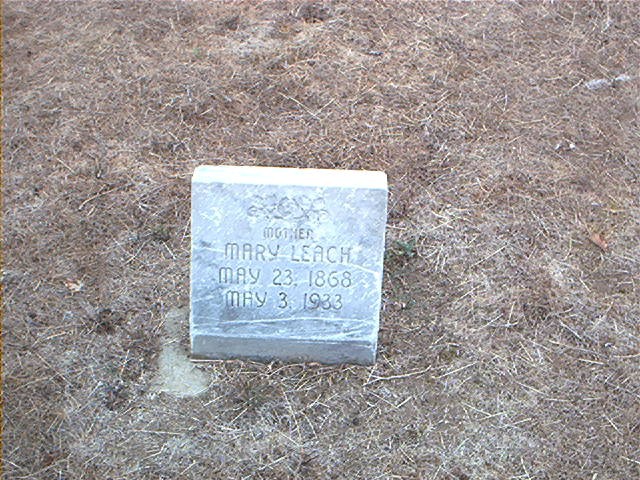 MOTHER
MARY LEACH
MAY 23, 1868
MAY 3, 1933